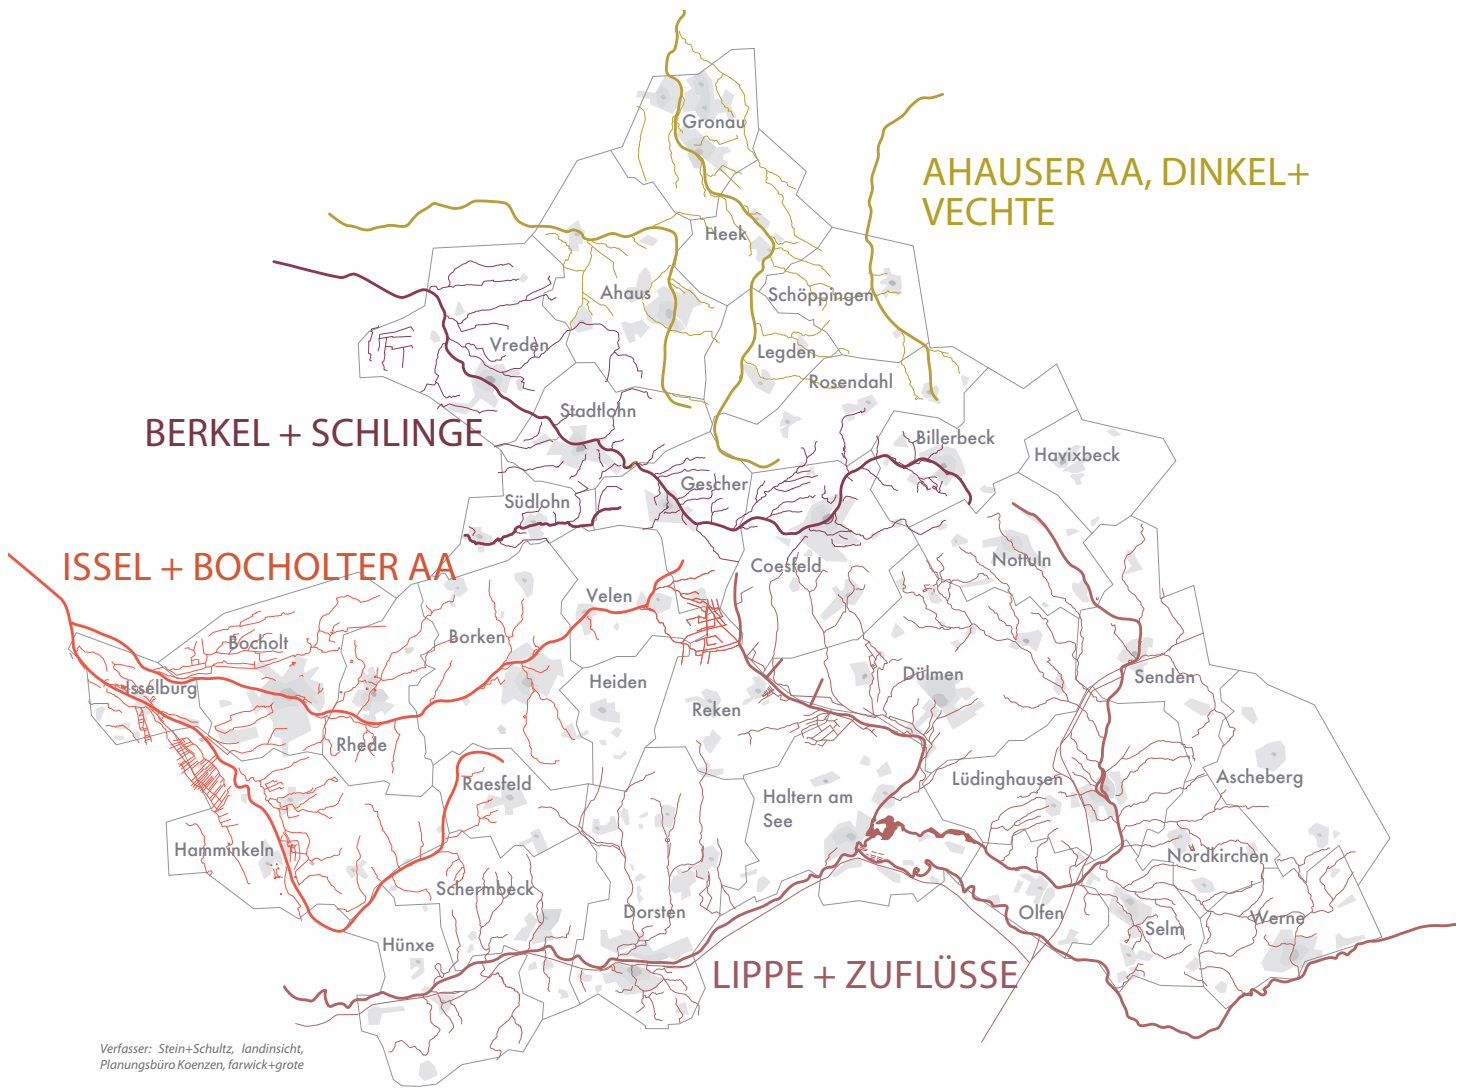 Gronau
AHAUSER AA, DINKEL+
VECHTE
Heek
Ahaus
Schöppingen
Vreden
Legden
Rosendahl
Stadtlohn
BERKEL + SCHLINGE
Billerbeck
Havixbeck
Gescher
Südlohn
ISSEL + BOCHOLTER AA
Coesfeld
Nottuln
Velen
Borken
Bocholt
Isselburg
Heiden
Dülmen
Senden
Reken
Rhede
Raesfeld
Lüdinghausen
Ascheberg
Haltern am
See
Hamminkeln
Nordkirchen
Schermbeck
Dorsten
Olfen
Selm
Werne
Hünxe
LIPPE + ZUFLÜSSE
Verfasser: Stein+Schultz, landinsicht,
Planungsbüro Koenzen, farwick+grote